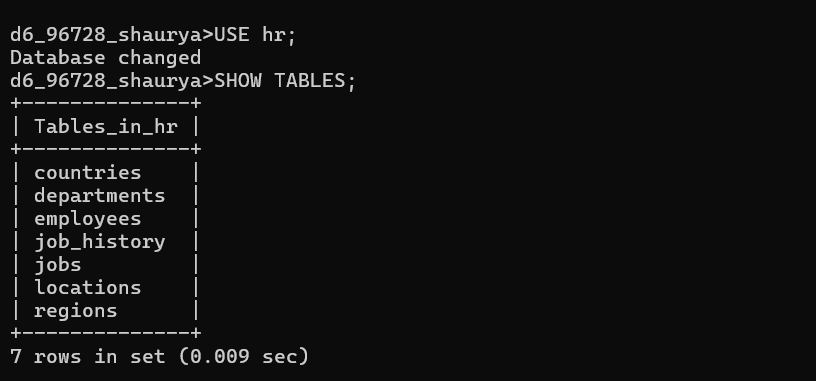 d6_96728_shaurya>USE hr;
Database changed
d6_96728_shaurya>SHOW TABLES;
+--------------+
| Tables_in_hr |
+--------------+
| countries    |
| departments  |
| employees    |
| job_history  |
| jobs         |
| locations    |
| regions      |
+--------------+
7 rows in set (0.009 sec)